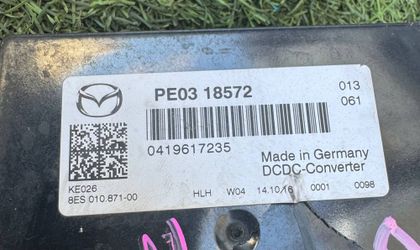 PE03 18572
013
061
0419617235
Made in Germany
DCDC-Converter
KE026
8ES 010.871-00
HLH W04 14.10.16 0001 0098